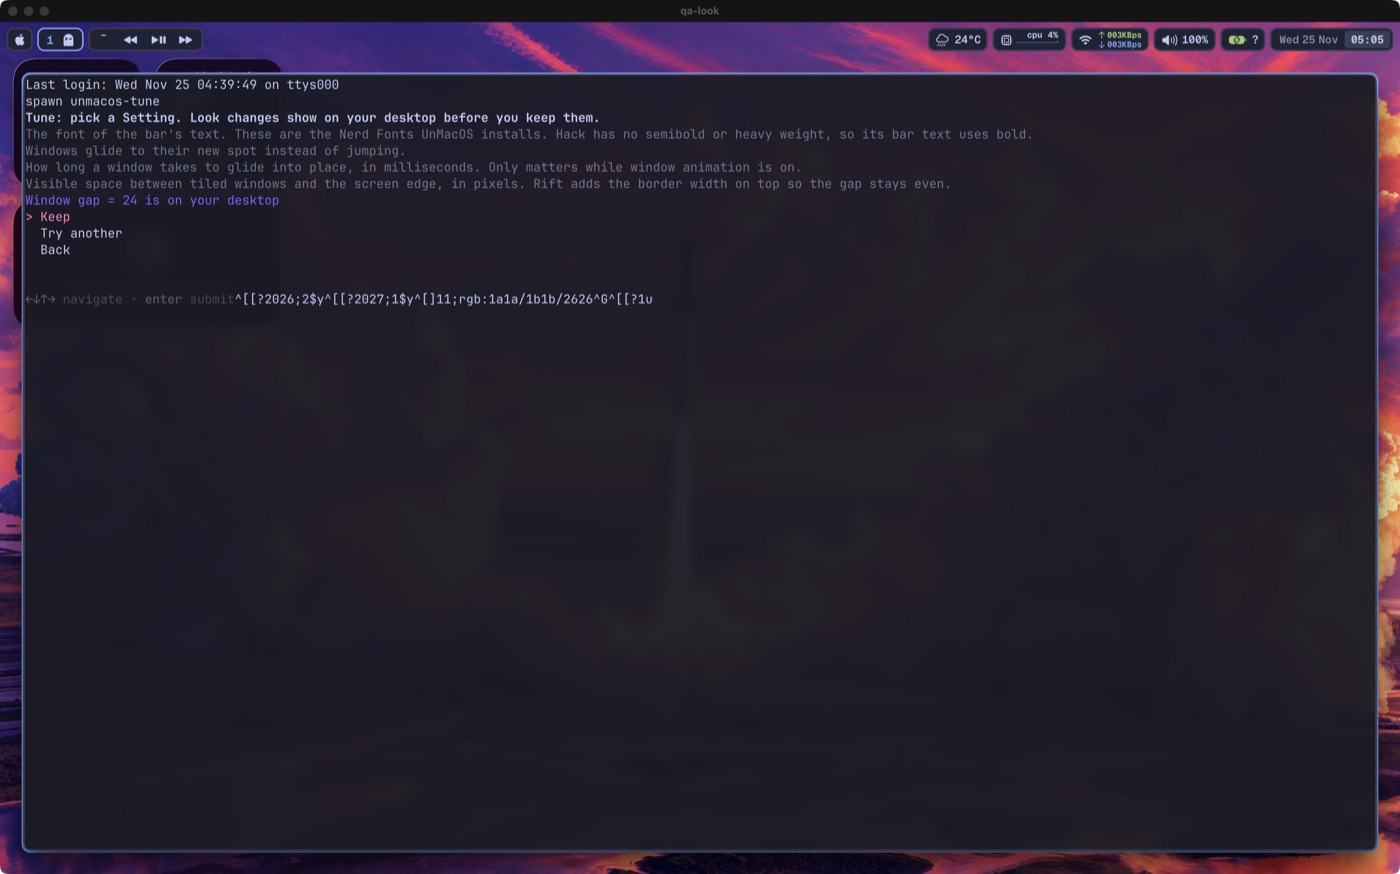 qa-look
1
24°C
cpu 4%
↑ 003KBps
↓ 003KBps
100%
?
Wed 25 Nov 05:05
Last login: Wed Nov 25 04:39:49 on ttys000
spawn unmacos-tune
Tune: pick a Setting. Look changes show on your desktop before you keep them.
The font of the bar's text. These are the Nerd Fonts UnMacOS installs. Hack has no semibold or heavy weight, so its bar text uses bold.
Windows glide to their new spot instead of jumping.
How long a window takes to glide into place, in milliseconds. Only matters while window animation is on.
Visible space between tiled windows and the screen edge, in pixels. Rift adds the border width on top so the gap stays even.
Window gap = 24 is on your desktop
> Keep
Try another
Back
←↓↑→ navigate • enter submit^[[?2026;2$y^[[?2027;1$y^[]11;rgb:1a1a/1b1b/2626^G^[[?1u